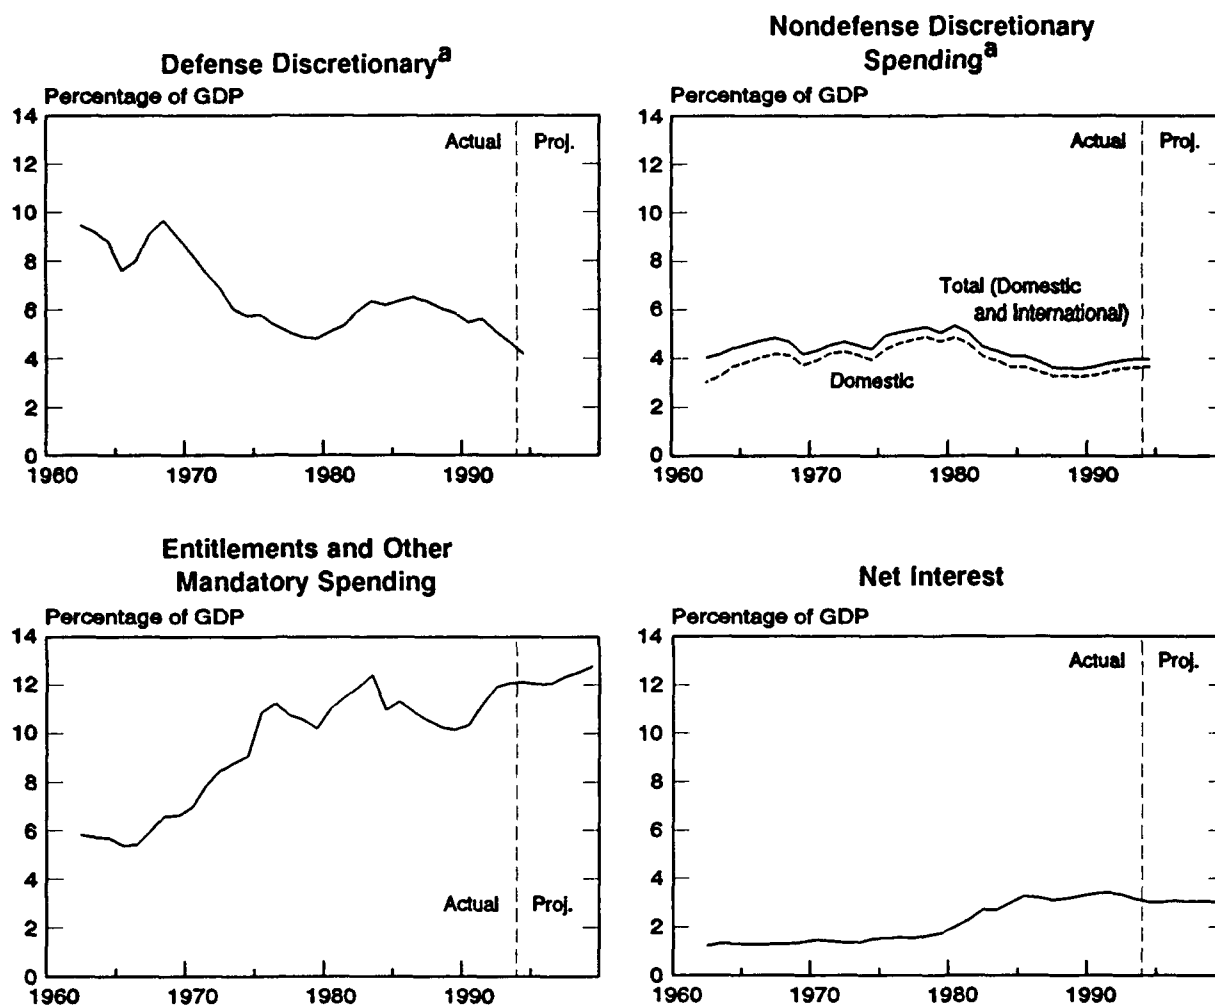 Defense Discretionary^a
Percentage of GDP
14
12
10
8
6
4
2
0
Actual
Proj.
1960
1970
1980
1990
Nondefense Discretionary
Spending^a
Percentage of GDP
14
12
10
8
6
4
2
0
Actual
Proj.
Total (Domestic
and International)
Domestic
1960
1970
1980
1990
Entitlements and Other
Mandatory Spending
Percentage of GDP
14
12
10
8
6
4
2
0
Actual
Proj.
1960
1970
1980
1990
Net Interest
Percentage of GDP
14
12
10
8
6
4
2
0
Actual
Proj.
1960
1970
1980
1990